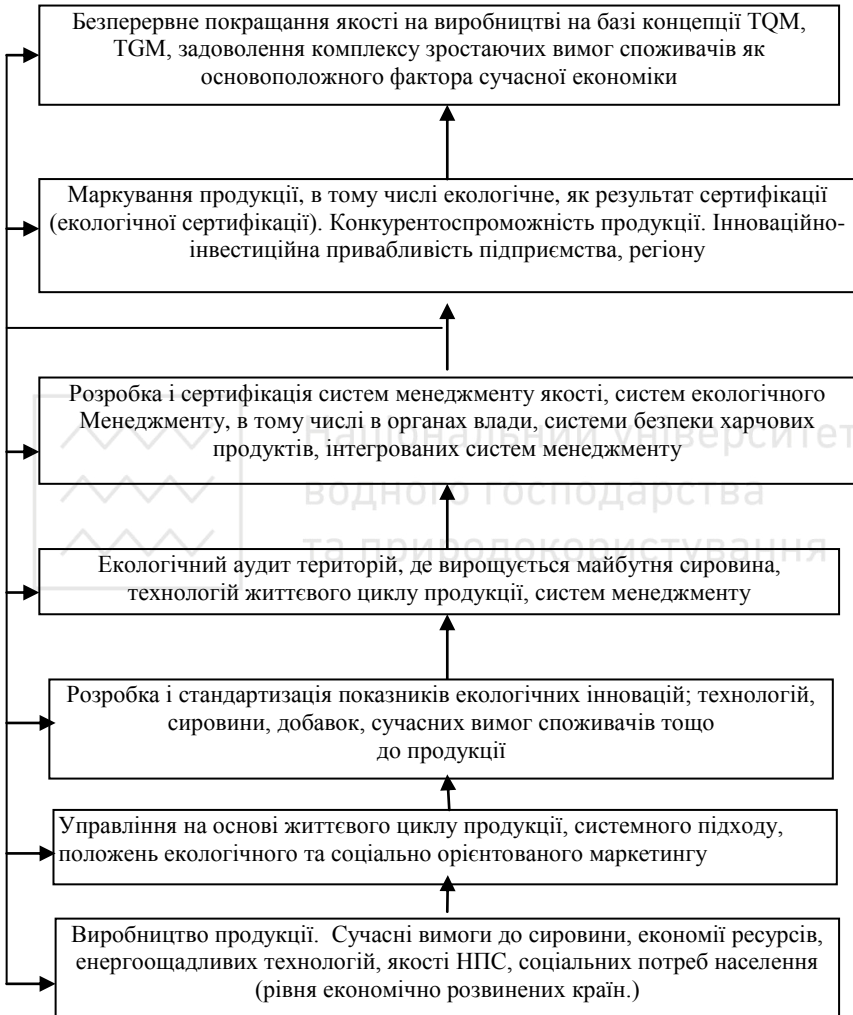 Безперервне покращання якості на виробництві на базі концепції TQM,
TGM, задоволення комплексу зростаючих вимог споживачів як
основоположного фактора сучасної економіки
Маркування продукції, в тому числі екологічне, як результат сертифікації
(екологічної сертифікації). Конкурентоспроможність продукції. Інноваційно-
інвестиційна привабливість підприємства, регіону
Розробка і сертифікація систем менеджменту якості, систем екологічного
Менеджменту, в тому числі в органах влади, системи безпеки харчових
продуктів, інтегрованих систем менеджменту
Національний університет
водного господарства
та природокористування
Екологічний аудит територій, де вирощується майбутня сировина,
технологій життєвого циклу продукції, систем менеджменту
Розробка і стандартизація показників екологічних інновацій; технологій,
сировини, добавок, сучасних вимог споживачів тощо
до продукції
Управління на основі життєвого циклу продукції, системного підходу,
положень екологічного та соціально орієнтованого маркетингу
Виробництво продукції. Сучасні вимоги до сировини, економії ресурсів,
енергоощадливих технологій, якості НПС, соціальних потреб населення
(рівня економічно розвинених країн.)